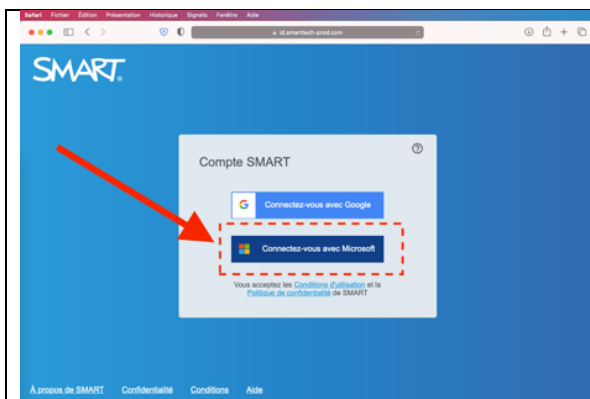 Safari Fichier Édition Présentation Historique Signets Fenêtre Aide
id.smarttech-prod.com
SMART.
Compte SMART
Connectez-vous avec Google
Connectez-vous avec Microsoft
Vous acceptez les Conditions d'utilisation et la
Politique de confidentialité de SMART
À propos de SMART Confidentialité Conditions Aide